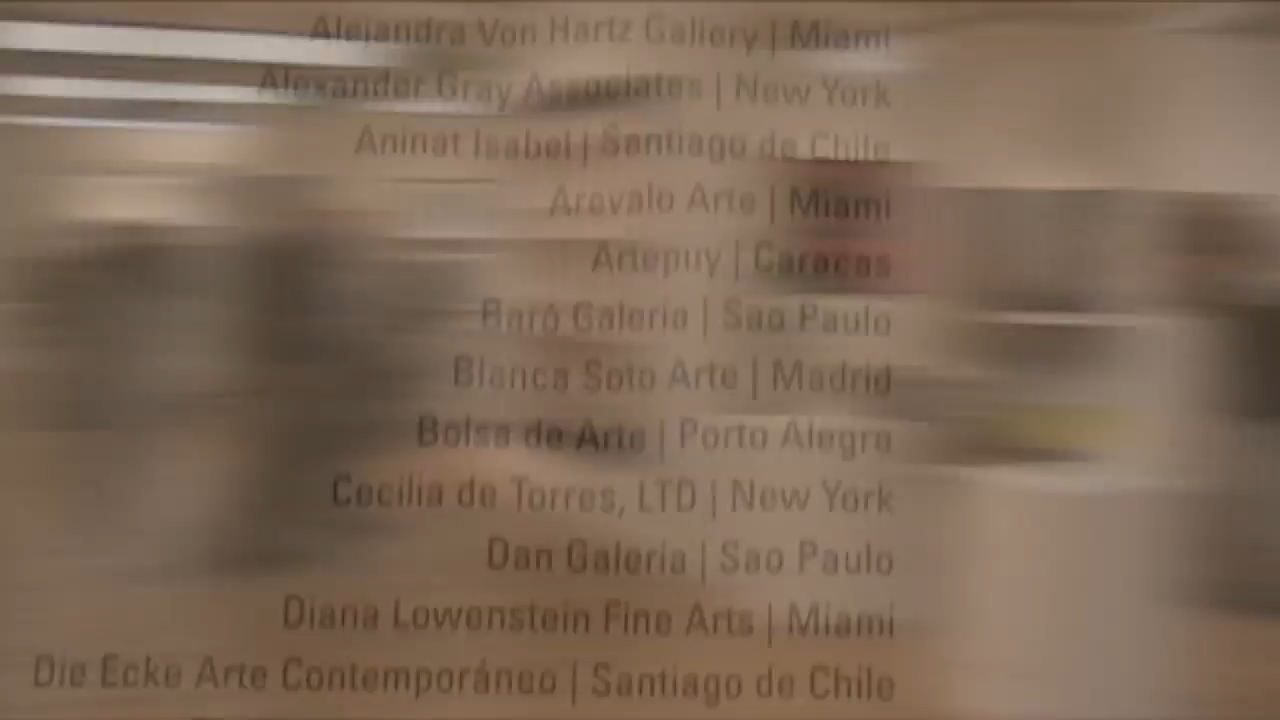 Alejandra Von Hartz Gallery | Miami
Alexander Gray Associates | New York
Aninat Isabel | Santiago de Chile
Arevalo Arte | Miami
Artepuy | Caracas
Baró Galeria | Sao Paulo
Blanca Soto Arte | Madrid
Bolsa de Arte | Porto Alegre
Cecilia de Torres, LTD | New York
Dan Galeria | Sao Paulo
Diana Lowenstein Fine Arts | Miami
Die Ecke Arte Contemporáneo | Santiago de Chile